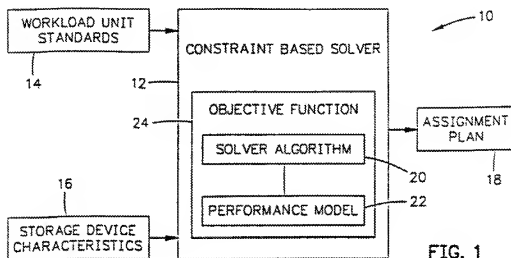 WORKLOAD UNIT
STANDARDS
14
CONSTRAINT BASED SOLVER
12
10
OBJECTIVE FUNCTION
24
SOLVER ALGORITHM
20
PERFORMANCE MODEL
22
ASSIGNMENT
PLAN
18
16
STORAGE DEVICE
CHARACTERISTICS
FIG. 1